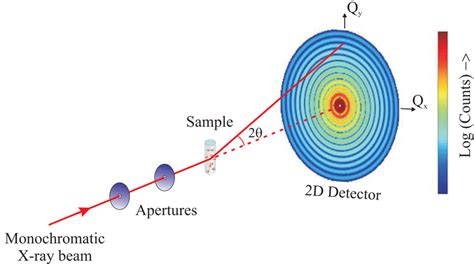 Qy
Qx
Sample
2θ
Log (Counts) –>
2D Detector
Apertures
Monochromatic
X-ray beam